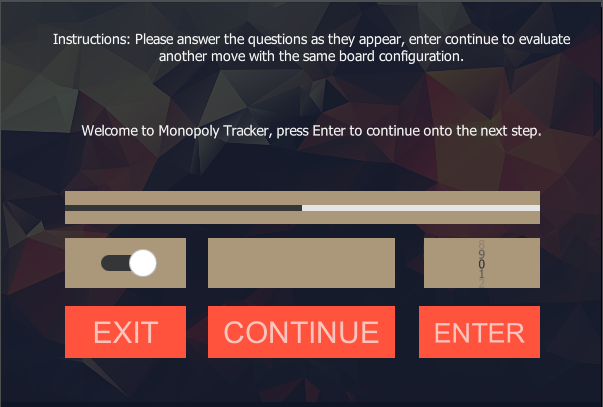 Instructions: Please answer the questions as they appear, enter continue to evaluate
another move with the same board configuration.
Welcome to Monopoly Tracker, press Enter to continue onto the next step.
8
9
0
1
2
EXIT CONTINUE ENTER